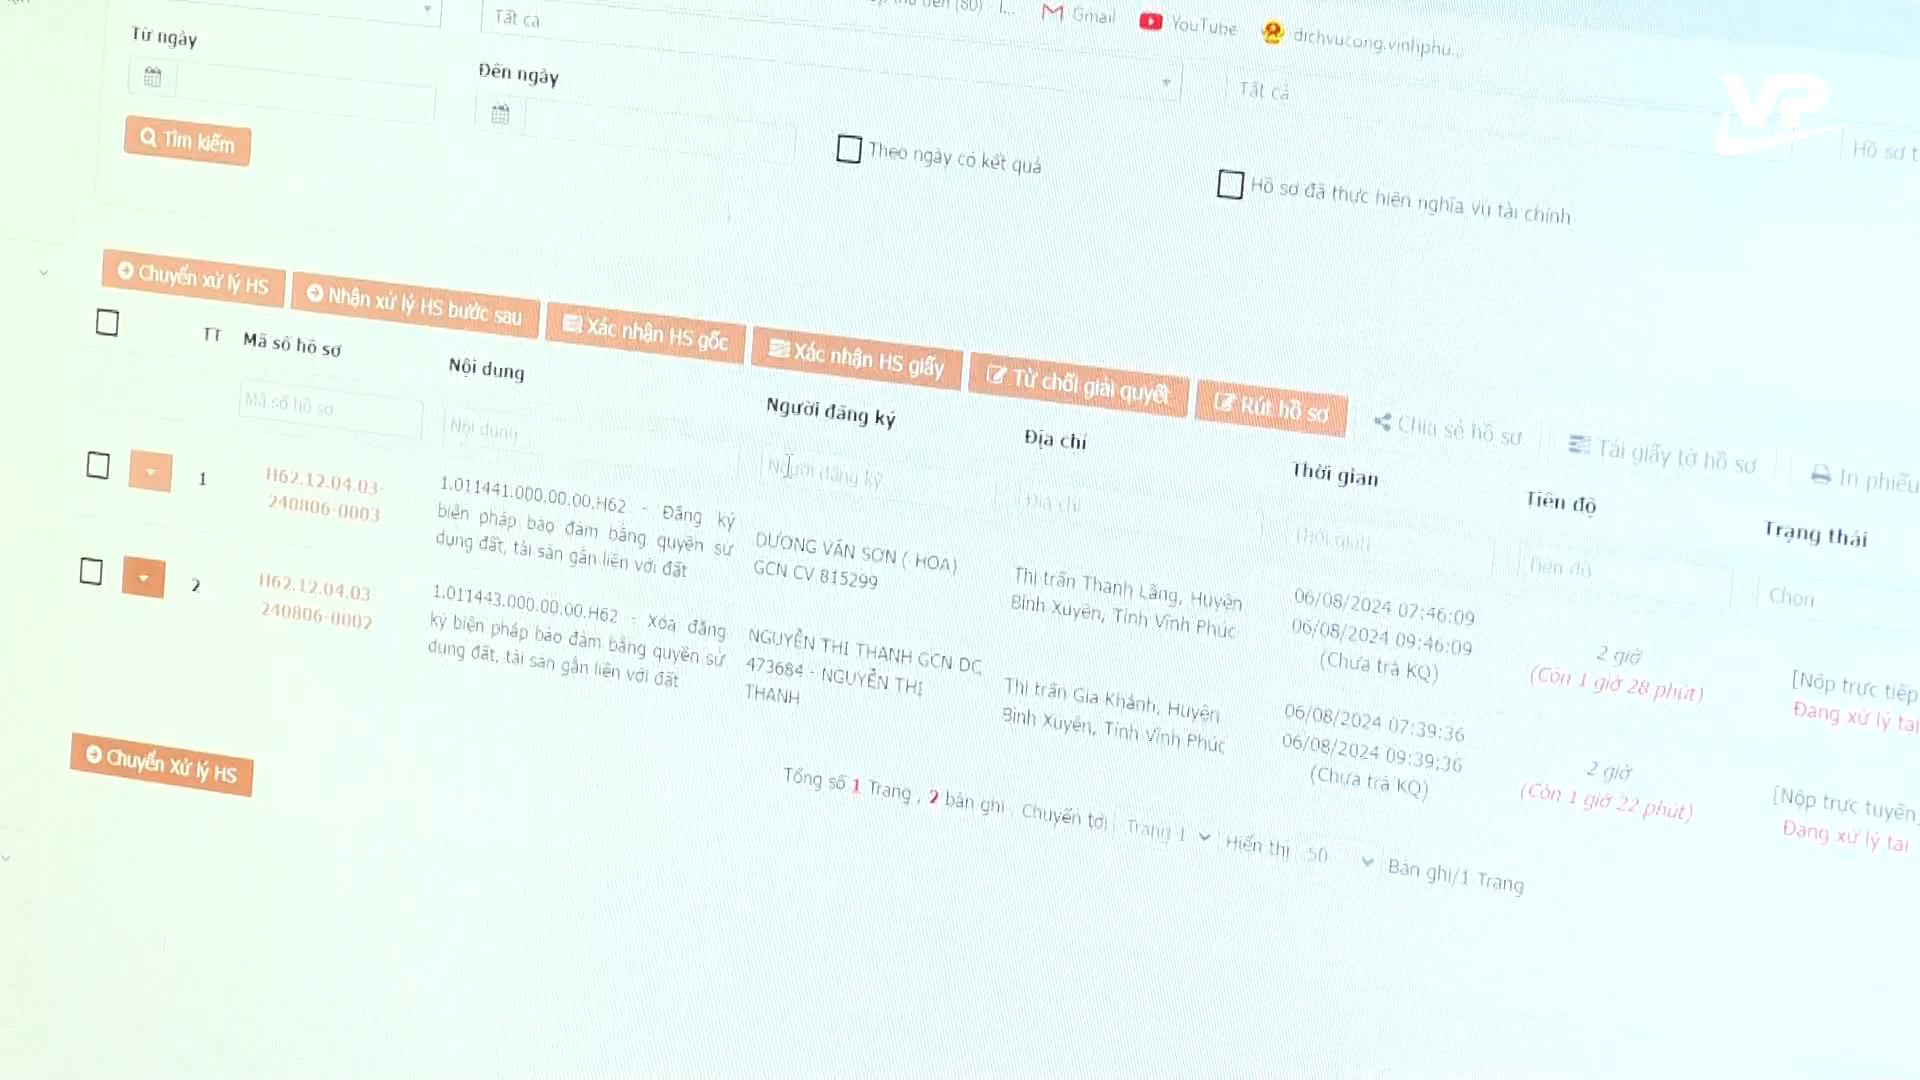 Gmail
YouTube
dichvucong.vinhphu...
Tất cả
Từ ngày
Đến ngày
Tất cả
VP
Tìm kiếm
Theo ngày có kết quả
Hồ sơ t
Hồ sơ đã thực hiện nghĩa vụ tài chính
Chuyển xử lý HS
Nhận xử lý HS bước sau
Xác nhận HS gốc
Xác nhận HS giấy
Từ chối giải quyết
Rút hồ sơ
Chia sẻ hồ sơ
Tải giấy tờ hồ sơ
In phiếu
TT
Mã số hồ sơ
Nội dung
Người đăng ký
Địa chỉ
Thời gian
Tiến độ
Trạng thái
Mã số hồ sơ
Nội dung
Người đăng ký
Địa chỉ
Thời gian
Tiến độ
Chọn
1
H62.12.04.03-
240806-0003
1.011441.000.00.00.H62 - Đăng ký
biện pháp bảo đảm bằng quyền sử
dụng đất, tài sản gắn liền với đất
DƯƠNG VĂN SƠN ( HOA)
GCN CV 815299
Thị trấn Thanh Lãng, Huyện
Bình Xuyên, Tỉnh Vĩnh Phúc
06/08/2024 07:46:09
06/08/2024 09:46:09
(Chưa trả KQ)
2 giờ
(Còn 1 giờ 28 phút)
[Nộp trực tiếp
Đang xử lý tại
2
H62.12.04.03-
240806-0002
1.011443.000.00.00.H62 - Xóa đăng
ký biện pháp bảo đảm bằng quyền sử
dụng đất, tài sản gắn liền với đất
NGUYỄN THỊ THANH GCN DG
473684 - NGUYỄN THỊ
THANH
Thị trấn Gia Khánh, Huyện
Bình Xuyên, Tỉnh Vĩnh Phúc
06/08/2024 07:39:36
06/08/2024 09:39:36
(Chưa trả KQ)
2 giờ
(Còn 1 giờ 22 phút)
[Nộp trực tuyến]
Đang xử lý tại
Chuyển Xử lý HS
Tổng số 1 Trang , 2 bản ghi Chuyển tới Trang 1 Hiển thị 50 Bản ghi/1 Trang